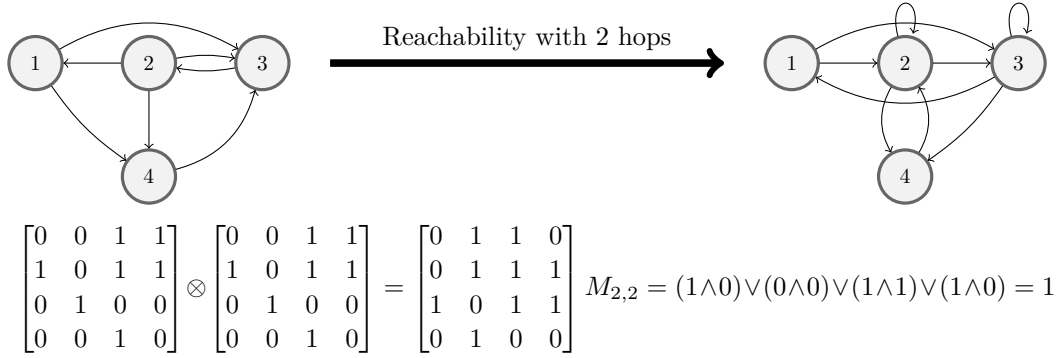 Reachability with 2 hops
1 2 3 1 2 3
4 4
[0 0 1 1] [0 0 1 1] [0 1 1 0]
[1 0 1 1] [1 0 1 1] [0 1 1 1]
⊗ = M₂,₂ = (1∧0)∨(0∧0)∨(1∧1)∨(1∧0) = 1
[0 1 0 0] [0 1 0 0] [1 0 1 1]
[0 0 1 0] [0 0 1 0] [0 1 0 0]